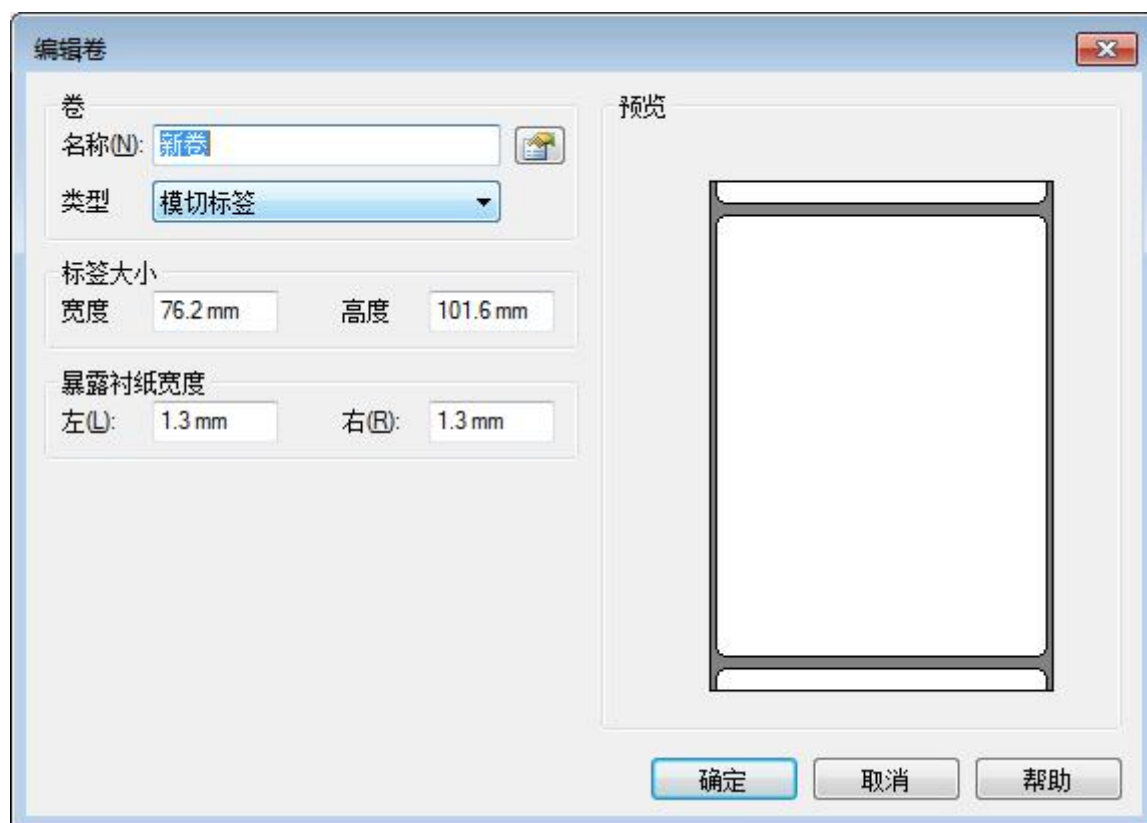 编辑卷
卷
名称(N): 新卷
类型 模切标签
标签大小
宽度 76.2 mm 高度 101.6 mm
暴露衬纸宽度
左(L): 1.3 mm 右(R): 1.3 mm
预览
确定 取消 帮助